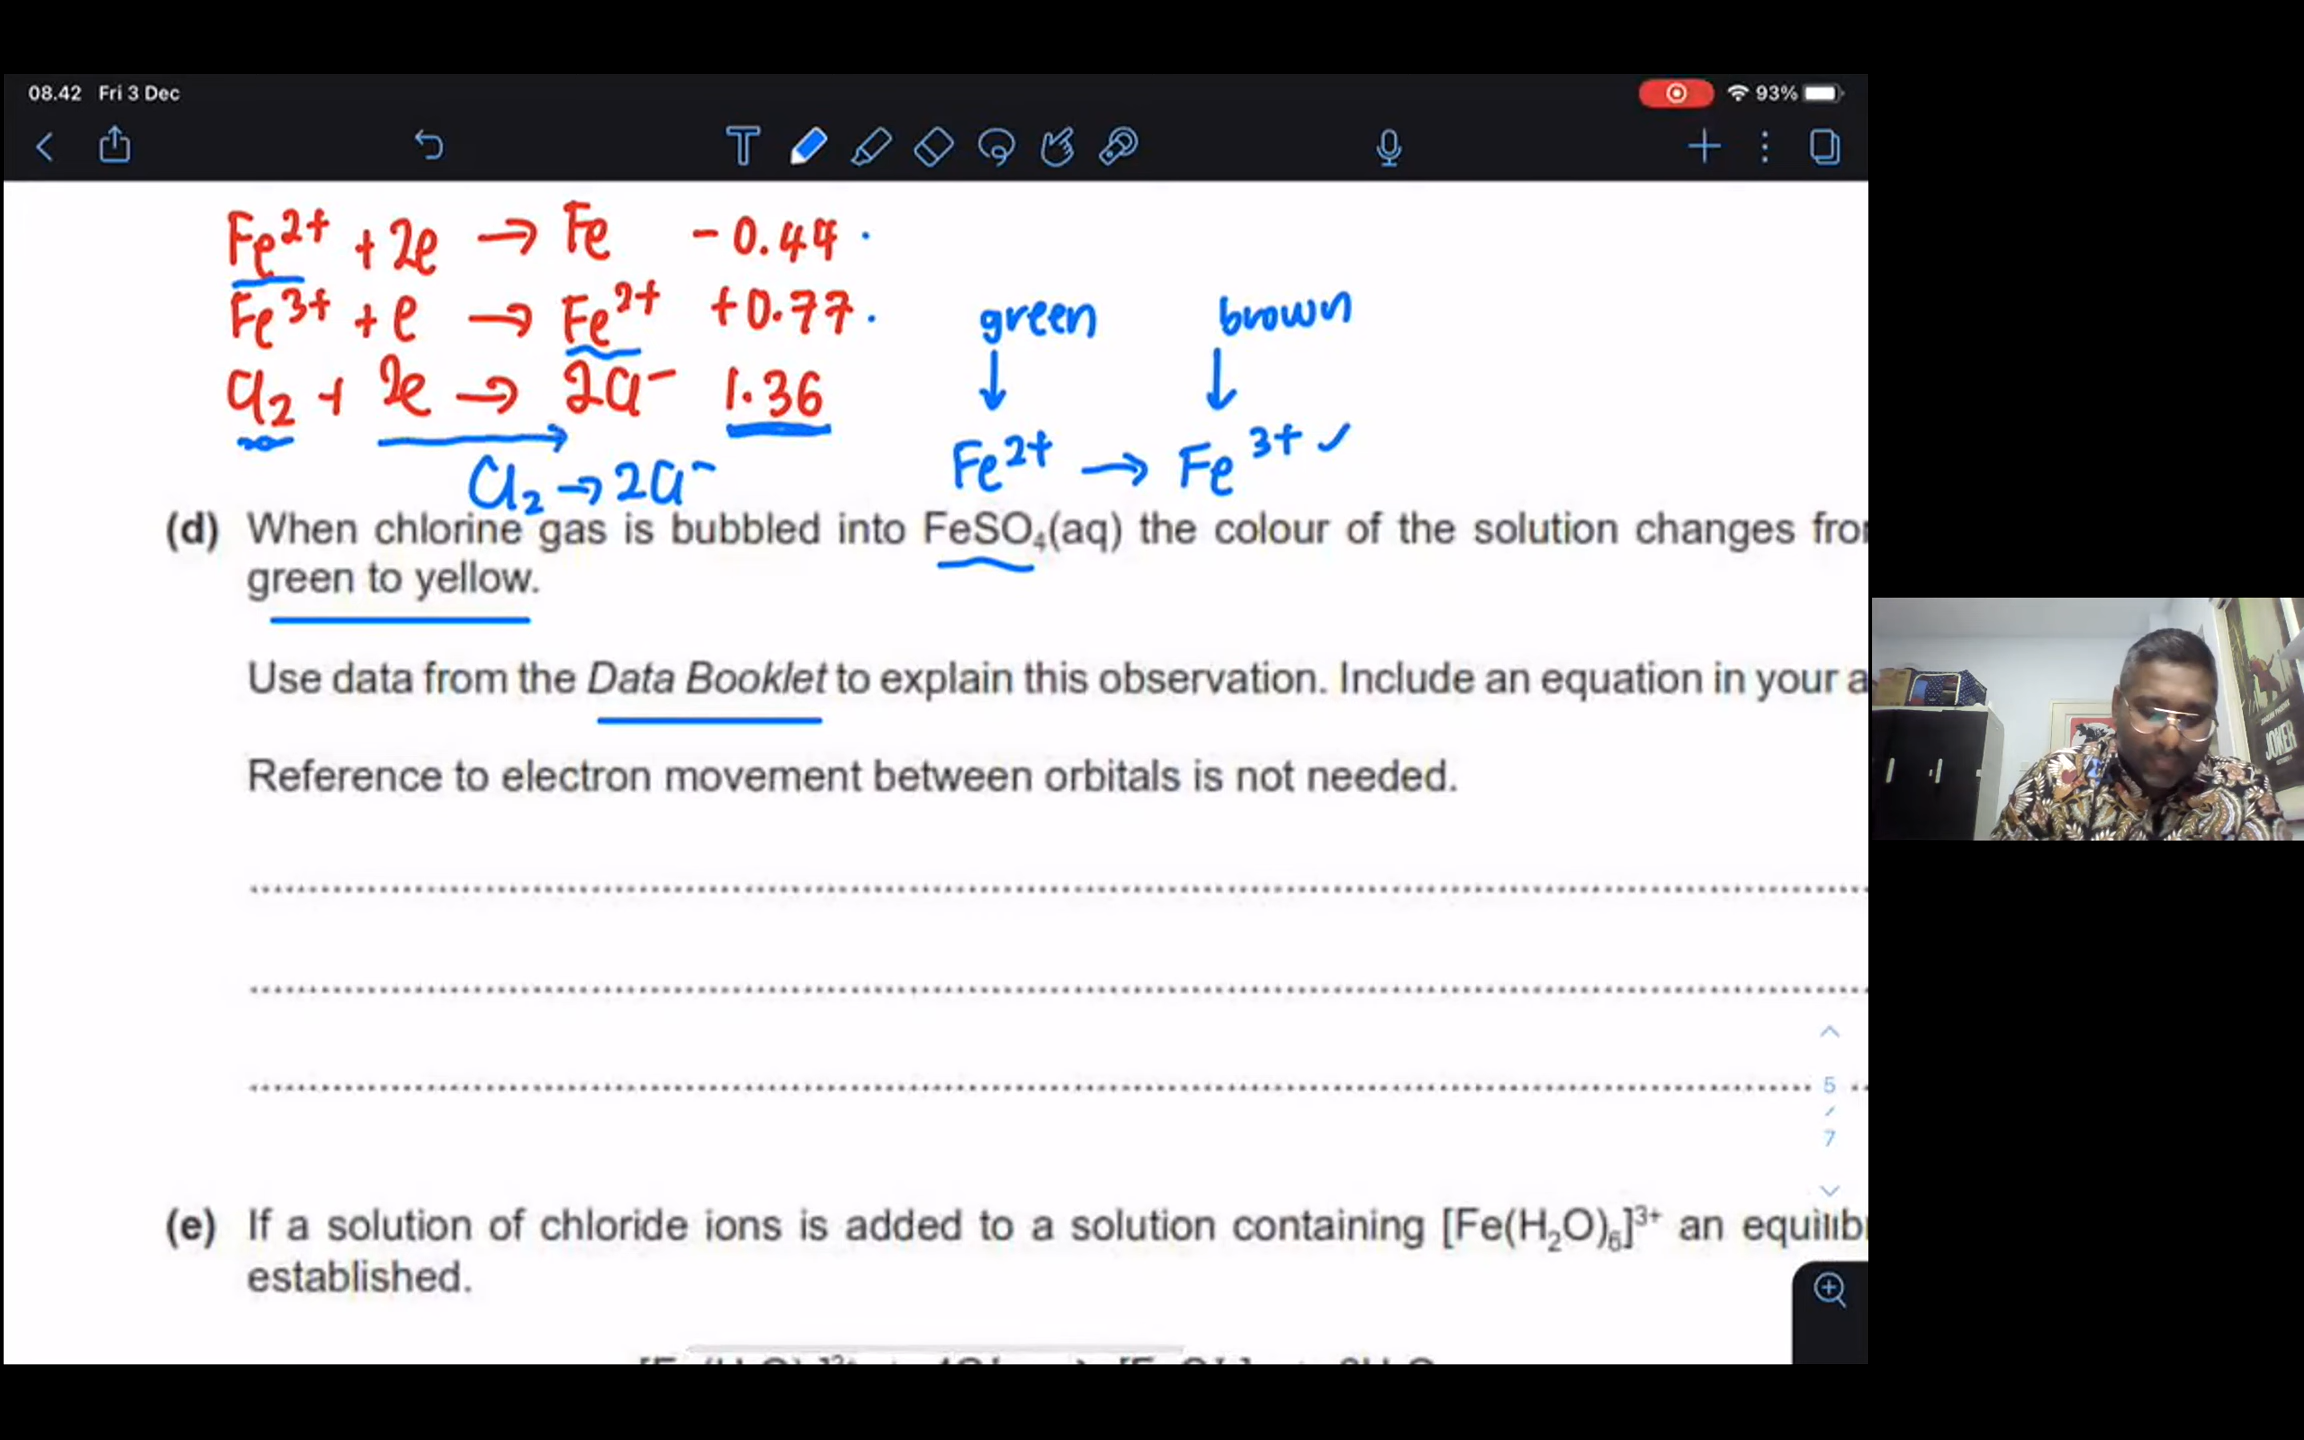 08.42 Fri 3 Dec 93%
Fe²⁺ + 2e → Fe -0.44 .
Fe³⁺ + e → Fe²⁺ +0.77 .
Cl₂ + 2e → 2Cl⁻ 1.36
green brown
Fe²⁺ → Fe³⁺ ✓
Cl₂ → 2Cl⁻
(d) When chlorine gas is bubbled into FeSO₄(aq) the colour of the solution changes fro
green to yellow.
Use data from the Data Booklet to explain this observation. Include an equation in your a
Reference to electron movement between orbitals is not needed.
5
/
7
(e) If a solution of chloride ions is added to a solution containing [Fe(H₂O)₆]³⁺ an equilib
established.
JOKER